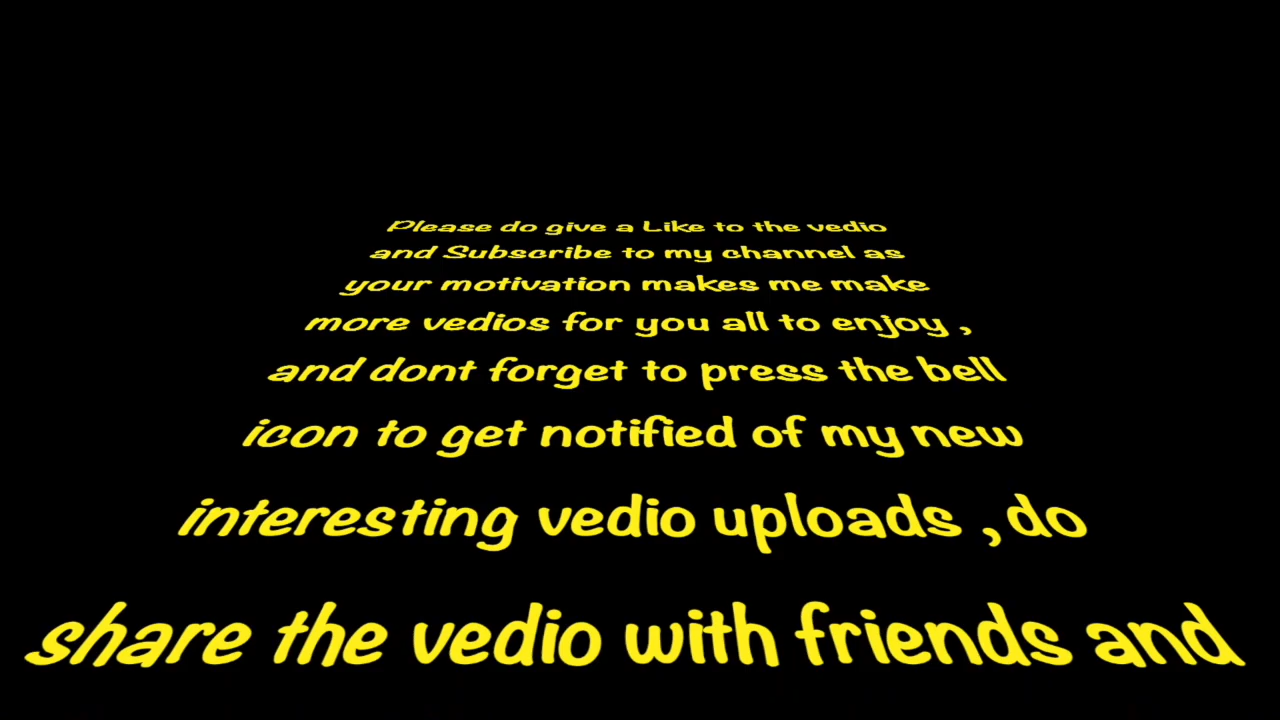 Please do give a Like to the vedio
and Subscribe to my channel as
your motivation makes me make
more vedios for you all to enjoy ,
and dont forget to press the bell
icon to get notified of my new
interesting vedio uploads , do
share the vedio with friends and